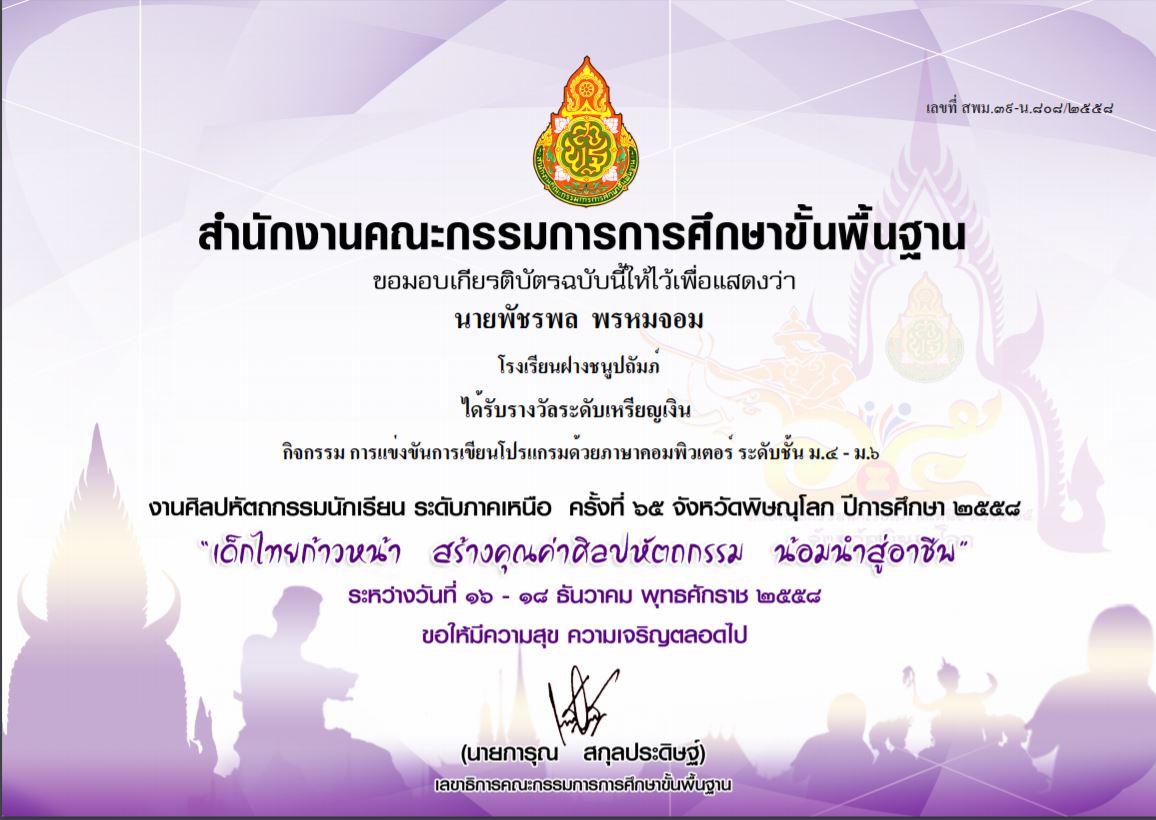 เลขที่ สพม.๓๙-น.๘๐๘/๒๕๕๘
สำนักงานคณะกรรมการการศึกษาขั้นพื้นฐาน
ขอมอบเกียรติบัตรฉบับนี้ให้ไว้เพื่อแสดงว่า
นายพัชรพล พรหมจอม
โรงเรียนฝางชนูปถัมภ์
ได้รับรางวัลระดับเหรียญเงิน
กิจกรรม การแข่งขันการเขียนโปรแกรมด้วยภาษาคอมพิวเตอร์ ระดับชั้น ม.๔ - ม.๖
งานศิลปหัตถกรรมนักเรียน ระดับภาคเหนือ ครั้งที่ ๖๕ จังหวัดพิษณุโลก ปีการศึกษา ๒๕๕๘
"เด็กไทยก้าวหน้า สร้างคุณค่าศิลปหัตถกรรม น้อมนำสู่อาชีพ"
ระหว่างวันที่ ๑๖ - ๑๘ ธันวาคม พุทธศักราช ๒๕๕๘
ขอให้มีความสุข ความเจริญตลอดไป
(นายการุณ สกุลประดิษฐ์)
เลขาธิการคณะกรรมการการศึกษาขั้นพื้นฐาน